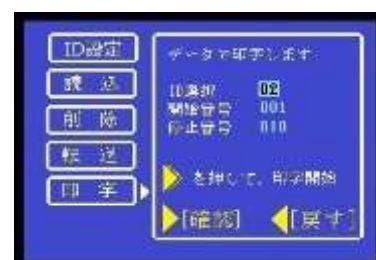 ID設定
読 込
削 除
転 送
印 字
データを印字します
ID選択 02
開始番号 001
停止番号 010
を押して、印字開始
[確認] [戻す]